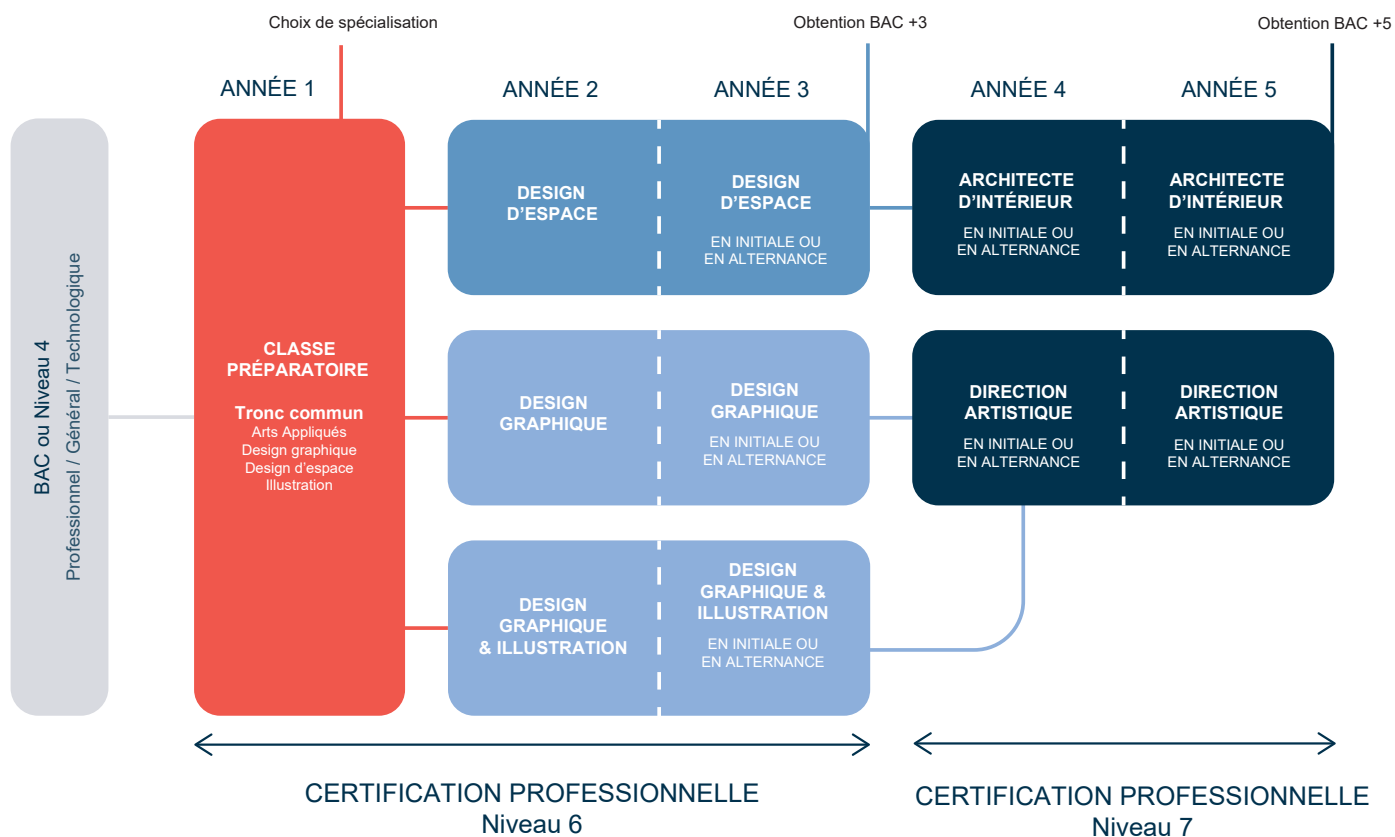 Choix de spécialisation
Obtention BAC +3
Obtention BAC +5
ANNÉE 1
ANNÉE 2
ANNÉE 3
ANNÉE 4
ANNÉE 5
BAC ou Niveau 4
Professionnel / Général / Technologique
CLASSE
PRÉPARATOIRE
Tronc commun
Arts Appliqués
Design graphique
Design d'espace
Illustration
DESIGN
D'ESPACE
DESIGN
D'ESPACE
EN INITIALE OU
EN ALTERNANCE
ARCHITECTE
D'INTÉRIEUR
EN INITIALE OU
EN ALTERNANCE
ARCHITECTE
D'INTÉRIEUR
EN INITIALE OU
EN ALTERNANCE
DESIGN
GRAPHIQUE
DESIGN
GRAPHIQUE
EN INITIALE OU
EN ALTERNANCE
DIRECTION
ARTISTIQUE
EN INITIALE OU
EN ALTERNANCE
DIRECTION
ARTISTIQUE
EN INITIALE OU
EN ALTERNANCE
DESIGN
GRAPHIQUE
& ILLUSTRATION
DESIGN
GRAPHIQUE &
ILLUSTRATION
EN INITIALE OU
EN ALTERNANCE
CERTIFICATION PROFESSIONNELLE
Niveau 6
CERTIFICATION PROFESSIONNELLE
Niveau 7